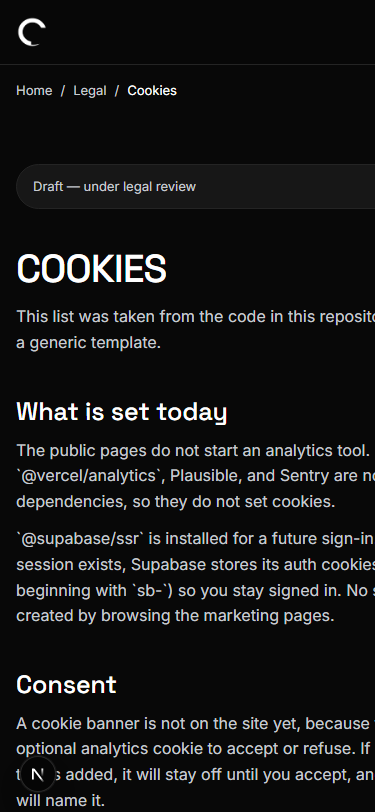 Home / Legal / Cookies
Draft — under legal review
COOKIES
This list was taken from the code in this
a generic template.
What is set today
The public pages do not start an analytics tool.
`@vercel/analytics`, Plausible, and Sentry are
dependencies, so they do not set cookies.
`@supabase/ssr` is installed for a future sign-in
session exists, Supabase stores its auth cookies
beginning with `sb-`) so you stay signed in. No
created by browsing the marketing pages.
Consent
A cookie banner is not on the site yet, because
optional analytics cookie to accept or refuse. If
N
added, it will stay off until you accept,
will name it.